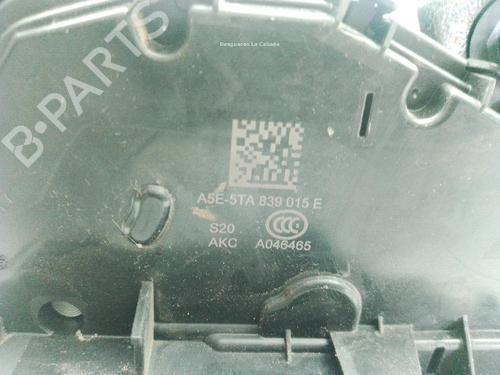 Desguaces La Cañada
B-PARTS
A5E-5TA 839 015 E
S20
CCC
AKC A046465